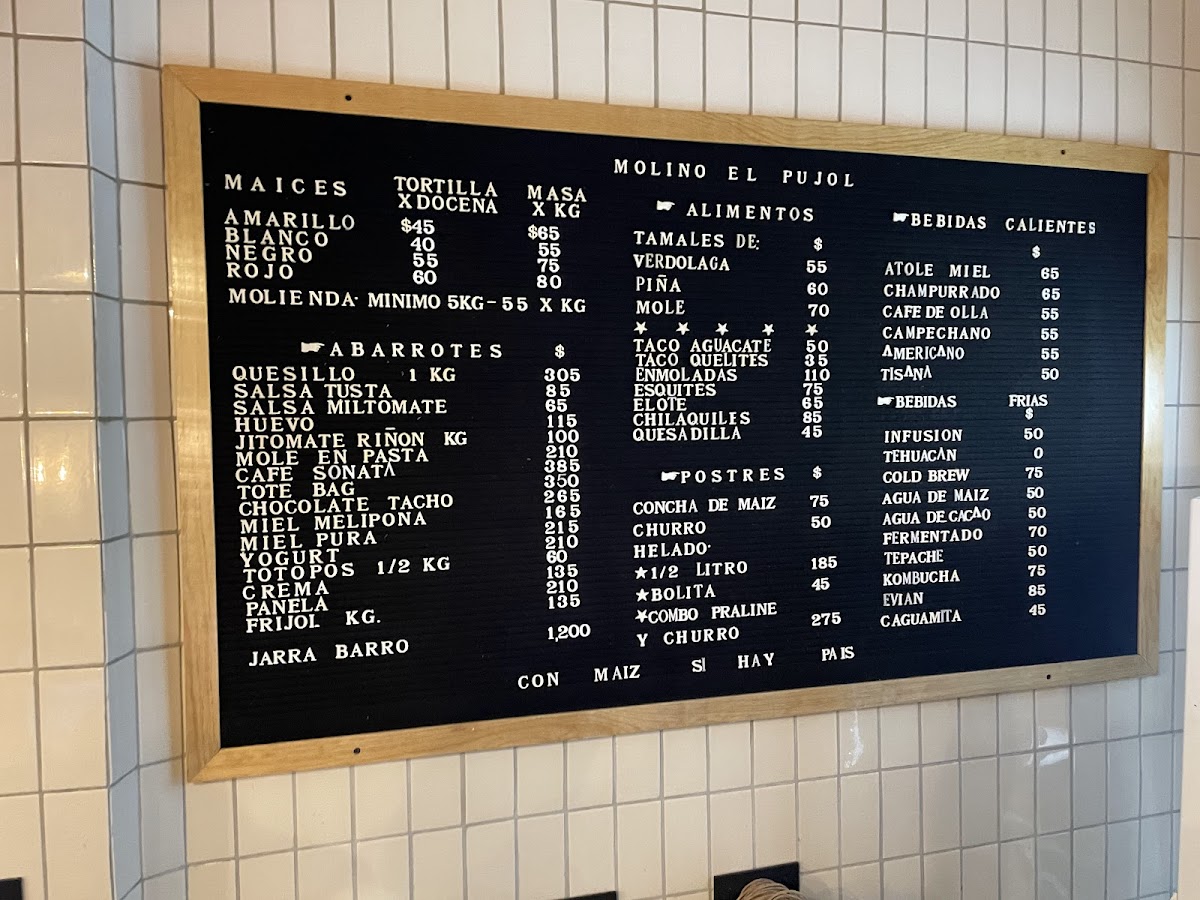 MOLINO EL PUJOL
MAICES TORTILLA X DOCENA MASA X KG
AMARILLO $45 $65
BLANCO 40 55
NEGRO 55 75
ROJO 60 80
MOLIENDA· MINIMO 5KG-55 X KG
ABARROTES $
QUESILLO 1 KG 305
SALSA TUSTA 85
SALSA MILTOMATE 65
HUEVO 115
JITOMATE RIÑON KG 100
MOLE EN PASTA 210
CAFE SONATA 385
TOTE BAG 350
CHOCOLATE TACHO 265
MIEL MELIPONA 165
MIEL PURA 215
YOGURT 210
TOTOPOS 1/2 KG 60
CREMA 135
PANELA 210
FRIJOL KG. 135
JARRA BARRO 1,200
ALIMENTOS
TAMALES DE: $
VERDOLAGA 55
PIÑA 60
MOLE 70
★ ★ ★ ★ ★
TACO AGUACATE 50
TACO QUELITES 35
ENMOLADAS 110
ESQUITES 75
ELOTE 65
CHILAQUILES 85
QUESADILLA 45
POSTRES $
CONCHA DE MAIZ 75
CHURRO 50
HELADO·
★1/2 LITRO 185
★BOLITA 45
★COMBO PRALINE 275
Y CHURRO
BEBIDAS CALIENTES
$
ATOLE MIEL 65
CHAMPURRADO 65
CAFE DE OLLA 55
CAMPECHANO 55
AMERICANO 55
TISANA 50
BEBIDAS FRIAS
$
INFUSION 50
TEHUACAN 0
COLD BREW 75
AGUA DE MAIZ 50
AGUA DE CACAO 50
FERMENTADO 70
TEPACHE 50
KOMBUCHA 75
EVIAN 85
CAGUAMITA 45
CON MAIZ SI HAY PAIS